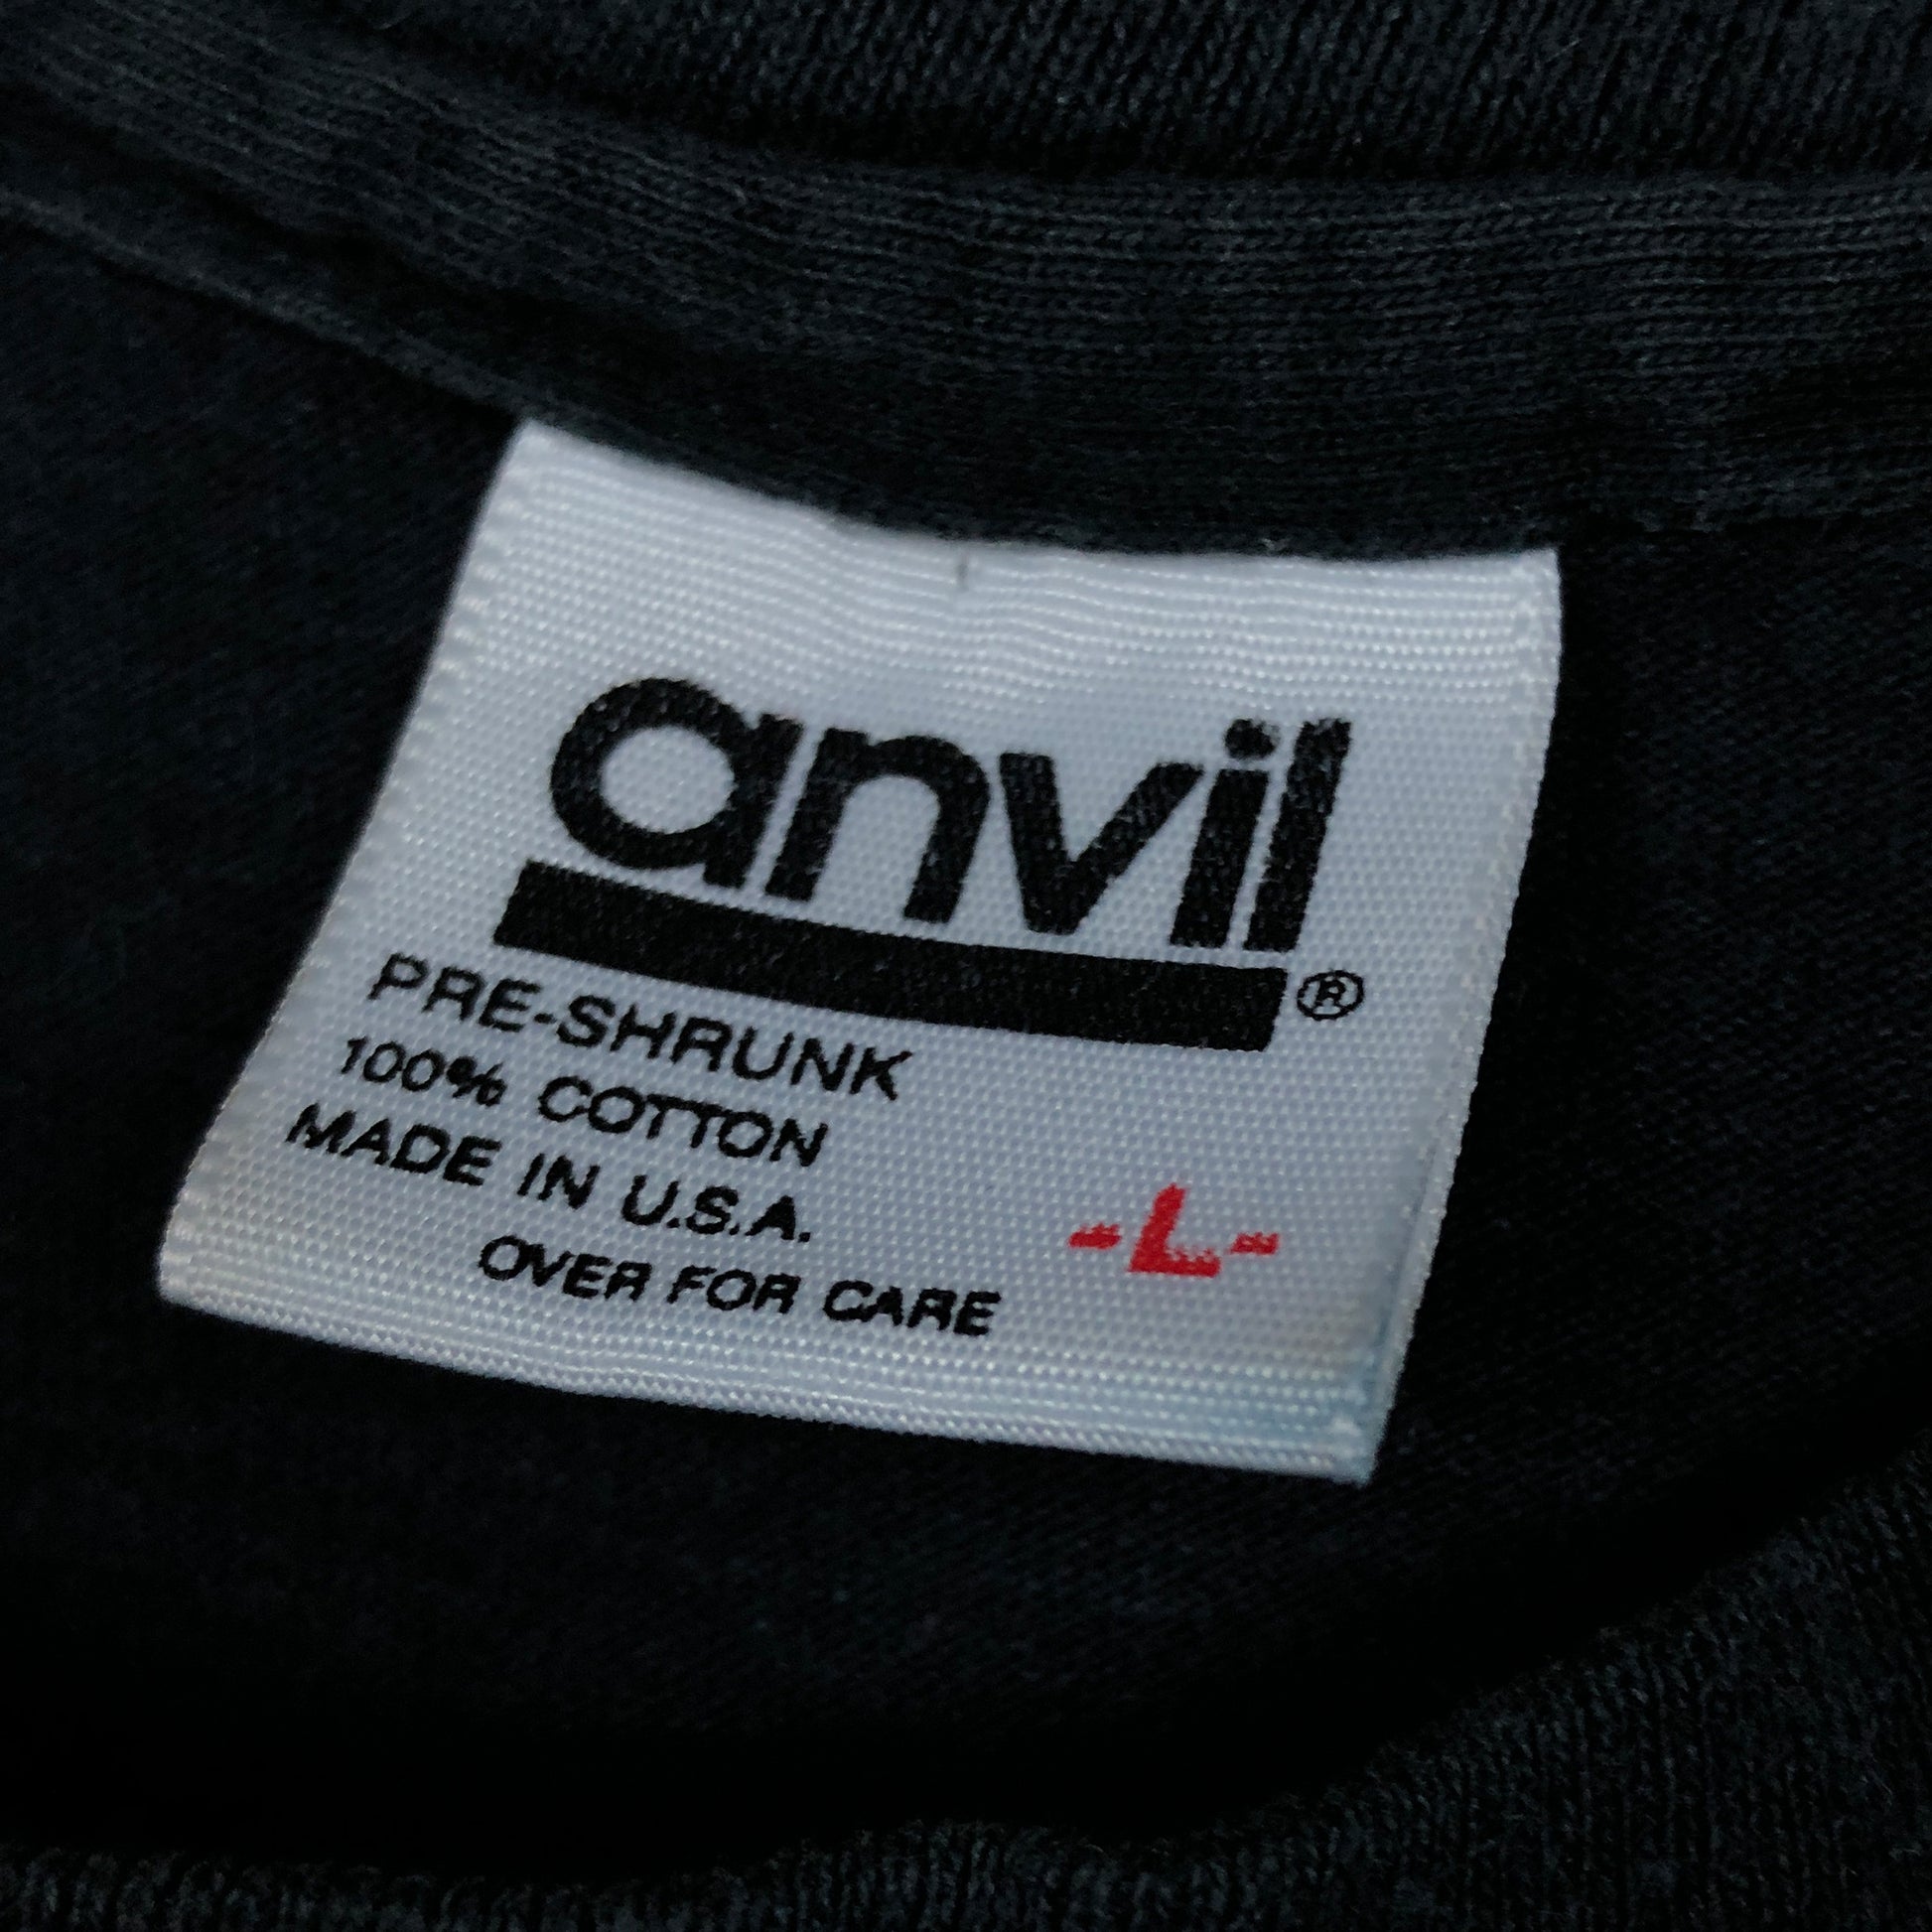 anvil
®
PRE-SHRUNK
100% COTTON
MADE IN U.S.A.
-L-
OVER FOR CARE